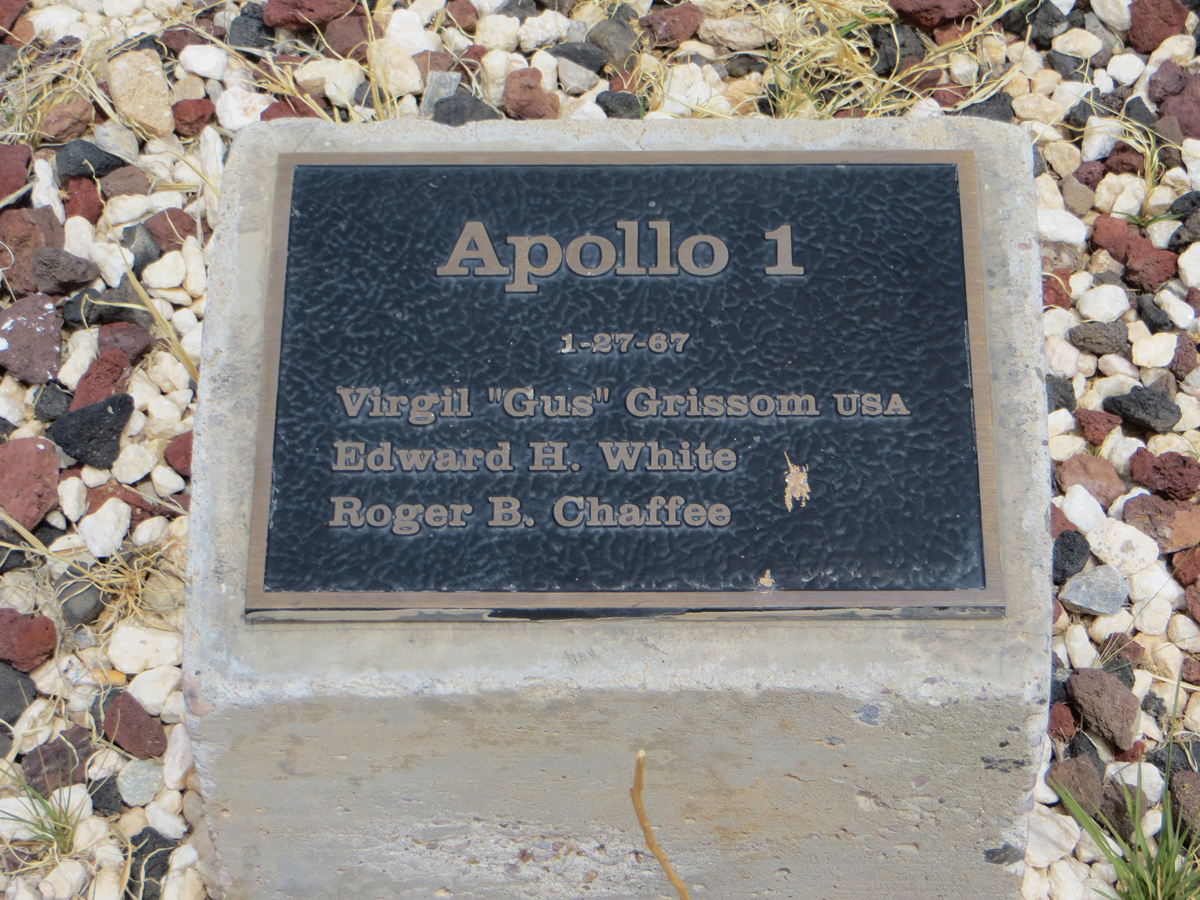 Apollo 1
1-27-67
Virgil "Gus" Grissom USA
Edward H. White
Roger B. Chaffee